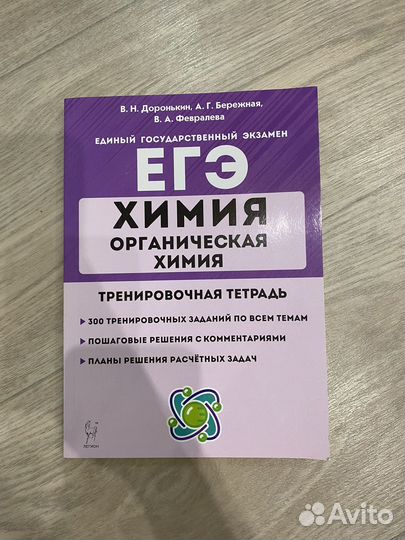 В. Н. Доронькин, А. Г. Бережная,
В. А. Февралева
ЕДИНЫЙ ГОСУДАРСТВЕННЫЙ ЭКЗАМЕН
ЕГЭ
ХИМИЯ
ОРГАНИЧЕСКАЯ
ХИМИЯ
ТРЕНИРОВОЧНАЯ ТЕТРАДЬ
300 ТРЕНИРОВОЧНЫХ ЗАДАНИЙ ПО ВСЕМ ТЕМАМ
ПОШАГОВЫЕ РЕШЕНИЯ С КОММЕНТАРИЯМИ
ПЛАНЫ РЕШЕНИЯ РАСЧЁТНЫХ ЗАДАЧ
ЛЕГИОН
Avito